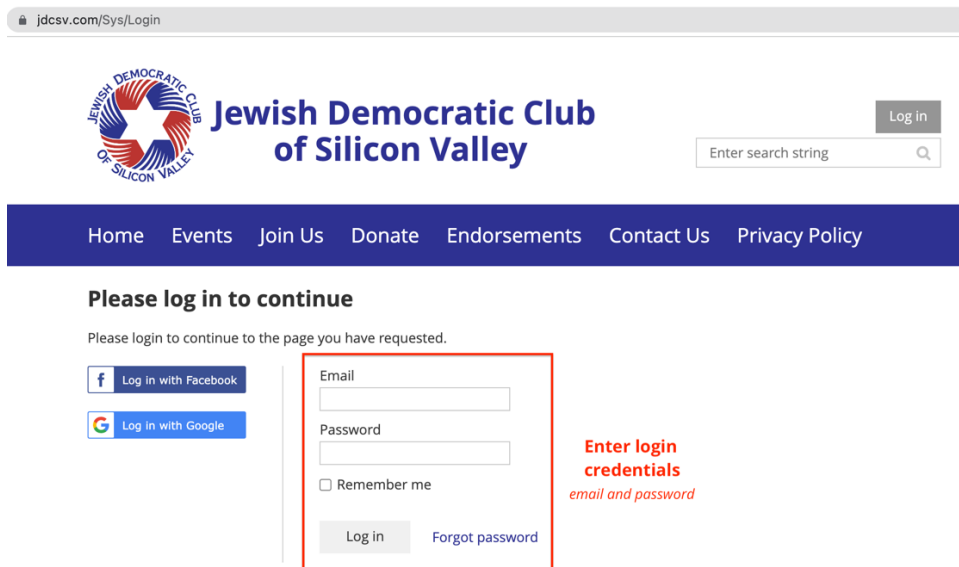 jdcsv.com/Sys/Login
JEWISH DEMOCRATIC CLUB
OF SILICON VALLEY
Jewish Democratic Club
of Silicon Valley
Log in
Enter search string
Home Events Join Us Donate Endorsements Contact Us Privacy Policy
Please log in to continue
Please login to continue to the page you have requested.
f Log in with Facebook
G Log in with Google
Email
Password
Remember me
Log in Forgot password
Enter login
credentials
email and password